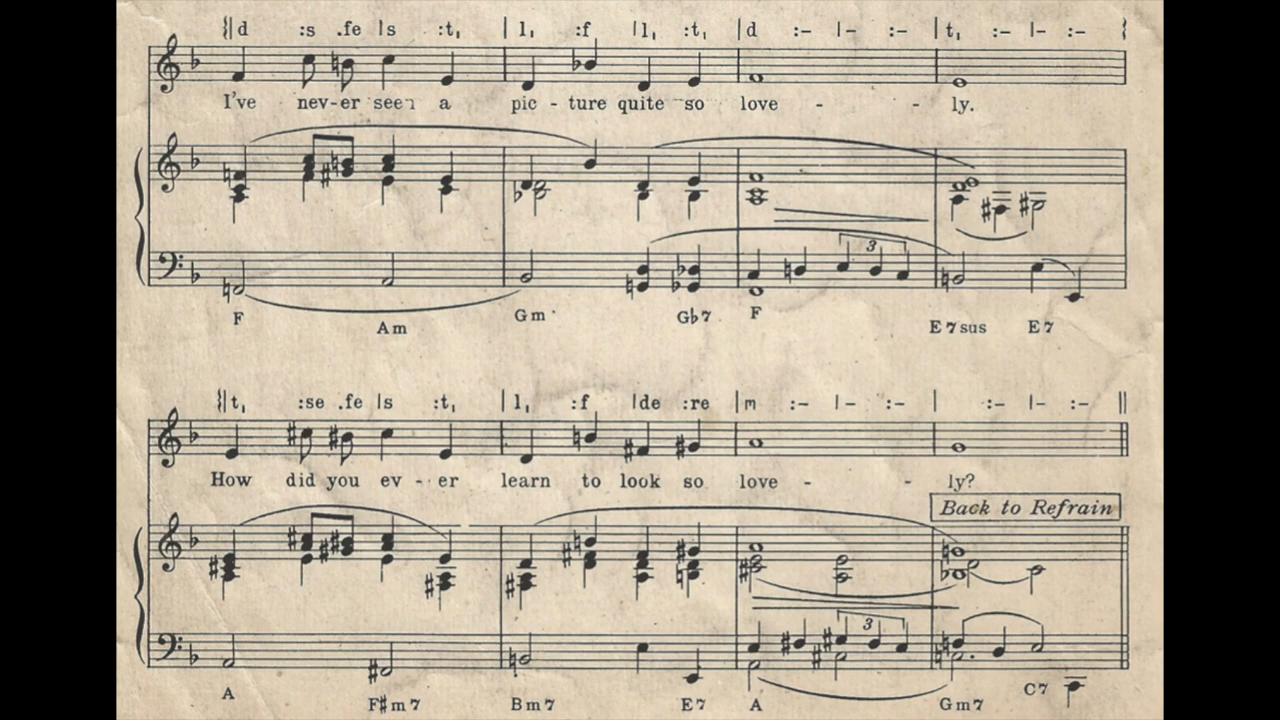 {| d :s .fe |s :t, | l, :f |l, :t, | d :– |– :– | t, :– |– :– {
I've nev-er seen a pic - ture quite so love - - ly.
3
F Am Gm Gb7 F E7sus E7
{| t, :se .fe |s :t, | l, :f |de :re | m :– |– :– | :– |– :– ||
How did you ev - er learn to look so love - - ly?
Back to Refrain
3
A F#m7 Bm7 E7 A Gm7 C7